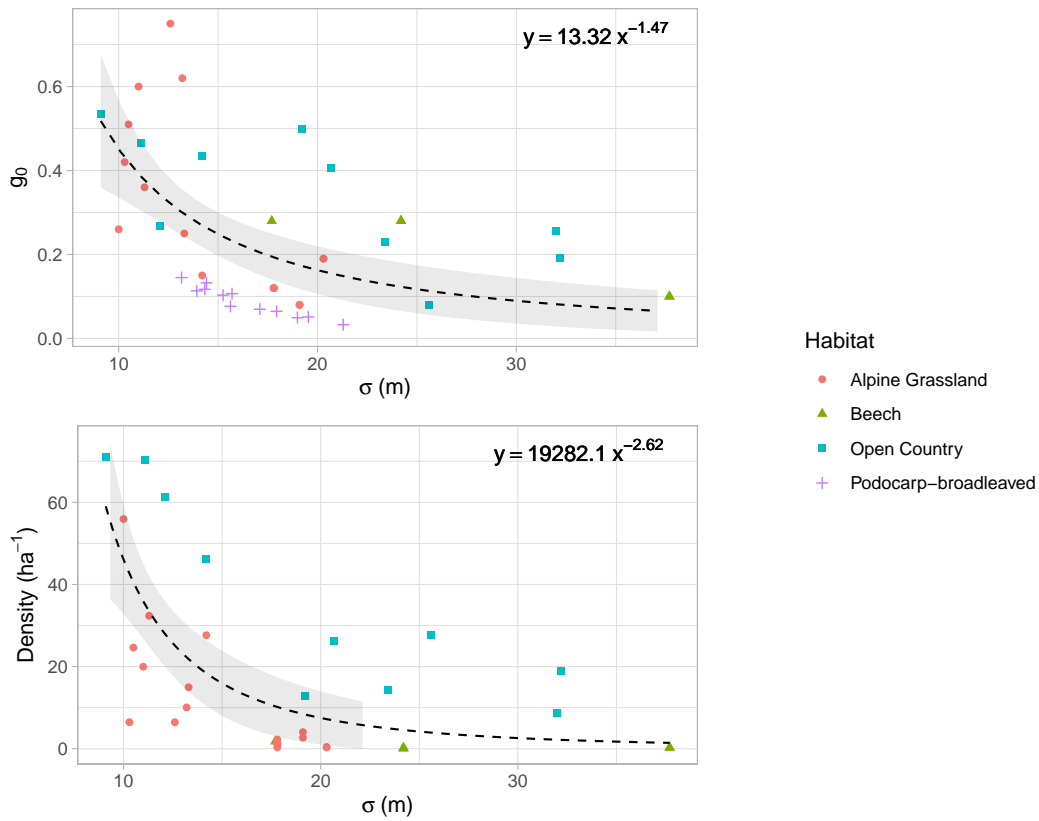 y = 13.32 x^−1.47
g₀
0.6
0.4
0.2
0.0
10 20 30
σ (m)
y = 19282.1 x^−2.62
Density (ha⁻¹)
60
40
20
0
10 20 30
σ (m)
Habitat
Alpine Grassland
Beech
Open Country
Podocarp−broadleaved